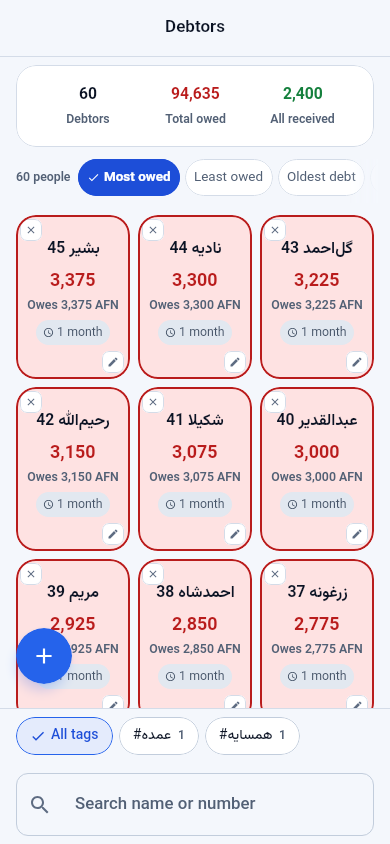 Debtors
60 94,635 2,400
Debtors Total owed All received
60 people Most owed Least owed Oldest debt
بشیر 45 نادیه 44 گل‌احمد 43
3,375 3,300 3,225
Owes 3,375 AFN Owes 3,300 AFN Owes 3,225 AFN
1 month 1 month 1 month
رحیم‌الله 42 شکیلا 41 عبدالقدیر 40
3,150 3,075 3,000
Owes 3,150 AFN Owes 3,075 AFN Owes 3,000 AFN
1 month 1 month 1 month
مریم 39 احمدشاه 38 زرغونه 37
2,925 2,850 2,775
925 AFN Owes 2,850 AFN Owes 2,775 AFN
month 1 month 1 month
All tags #عمده 1 #همسایه 1
Search name or number